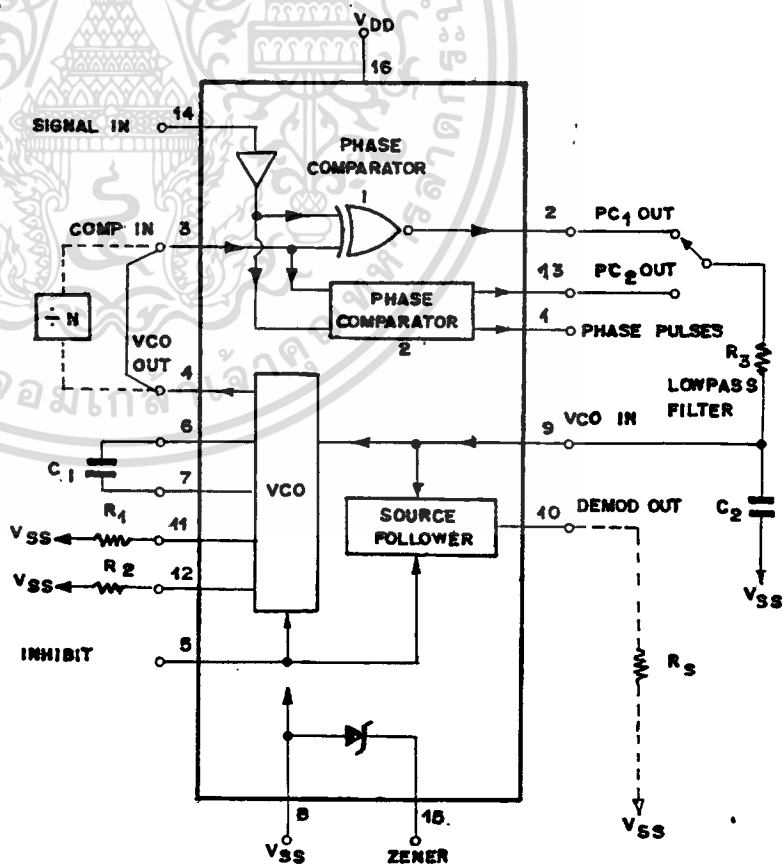 VDD
16
14
SIGNAL IN
PHASE
COMPARATOR
1
COMP IN
3
2
PC1 OUT
13
PC2 OUT
PHASE
COMPARATOR
2
1
PHASE PULSES
÷ N
VCO
OUT
4
R3
LOWPASS
FILTER
6
9
VCO IN
C1
7
VCO
R1
11
VSS
SOURCE
FOLLOWER
10
DEMOD OUT
C2
R2
12
VSS
VSS
5
INHIBIT
RS
8
15
VSS
ZENER
VSS